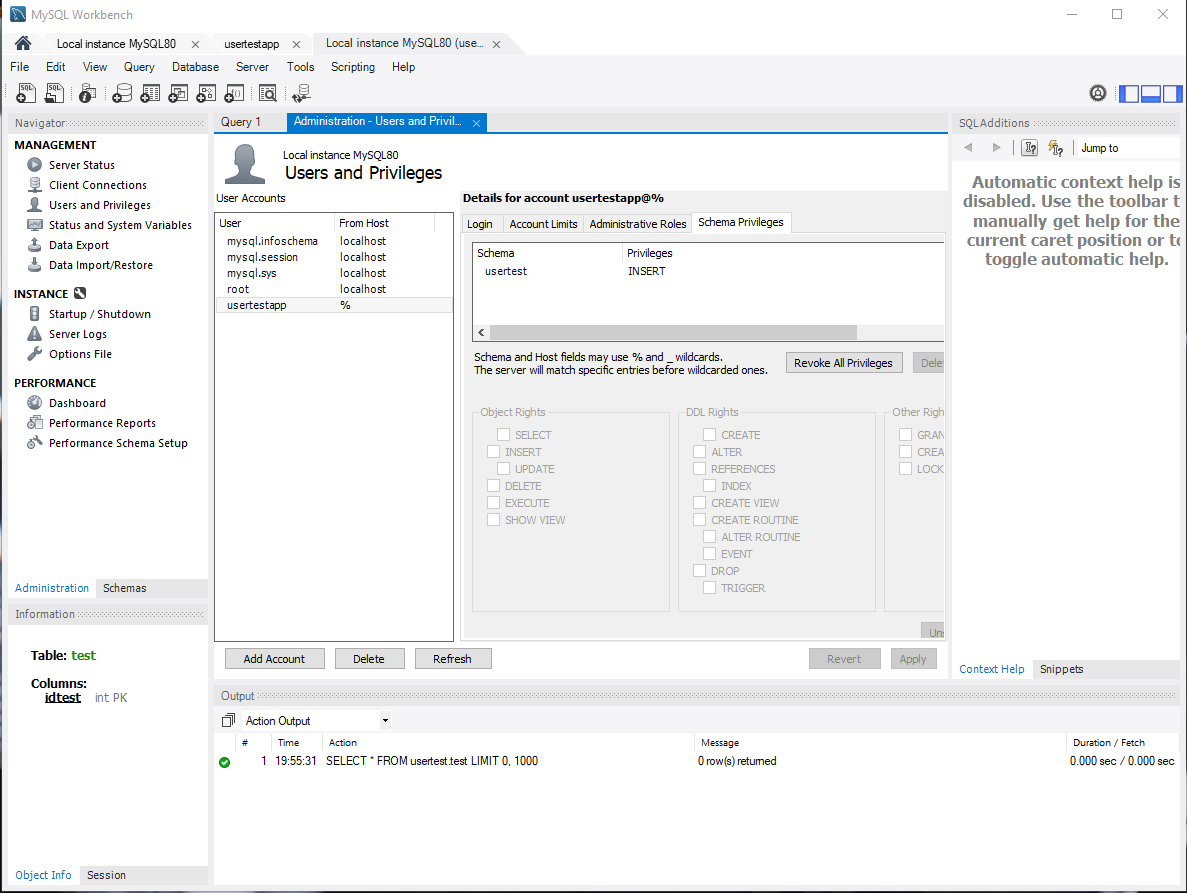 MySQL Workbench
Local instance MySQL80
usertestapp
Local instance MySQL80 (use...
File Edit View Query Database Server Tools Scripting Help
Navigator
MANAGEMENT
Server Status
Client Connections
Users and Privileges
Status and System Variables
Data Export
Data Import/Restore
INSTANCE
Startup / Shutdown
Server Logs
Options File
PERFORMANCE
Dashboard
Performance Reports
Performance Schema Setup
Administration Schemas
Information
Table: test
Columns:
idtest int PK
Object Info Session
Query 1
Administration - Users and Privil...
Local instance MySQL80
Users and Privileges
User Accounts
User From Host
mysql.infoschema localhost
mysql.session localhost
mysql.sys localhost
root localhost
usertestapp %
Add Account Delete Refresh
Details for account usertestapp@%
Login Account Limits Administrative Roles Schema Privileges
Schema Privileges
usertest INSERT
Schema and Host fields may use % and _ wildcards.
The server will match specific entries before wildcarded ones.
Revoke All Privileges
Dele
Object Rights
SELECT
INSERT
UPDATE
DELETE
EXECUTE
SHOW VIEW
DDL Rights
CREATE
ALTER
REFERENCES
INDEX
CREATE VIEW
CREATE ROUTINE
ALTER ROUTINE
EVENT
DROP
TRIGGER
Other Righ
GRAN
CREA
LOCK
Uns
Revert Apply
SQLAdditions
Jump to
Automatic context help is
disabled. Use the toolbar t
manually get help for the
current caret position or to
toggle automatic help.
Context Help Snippets
Output
Action Output
# Time Action Message Duration / Fetch
1 19:55:31 SELECT * FROM usertest.test LIMIT 0, 1000 0 row(s) returned 0.000 sec / 0.000 sec